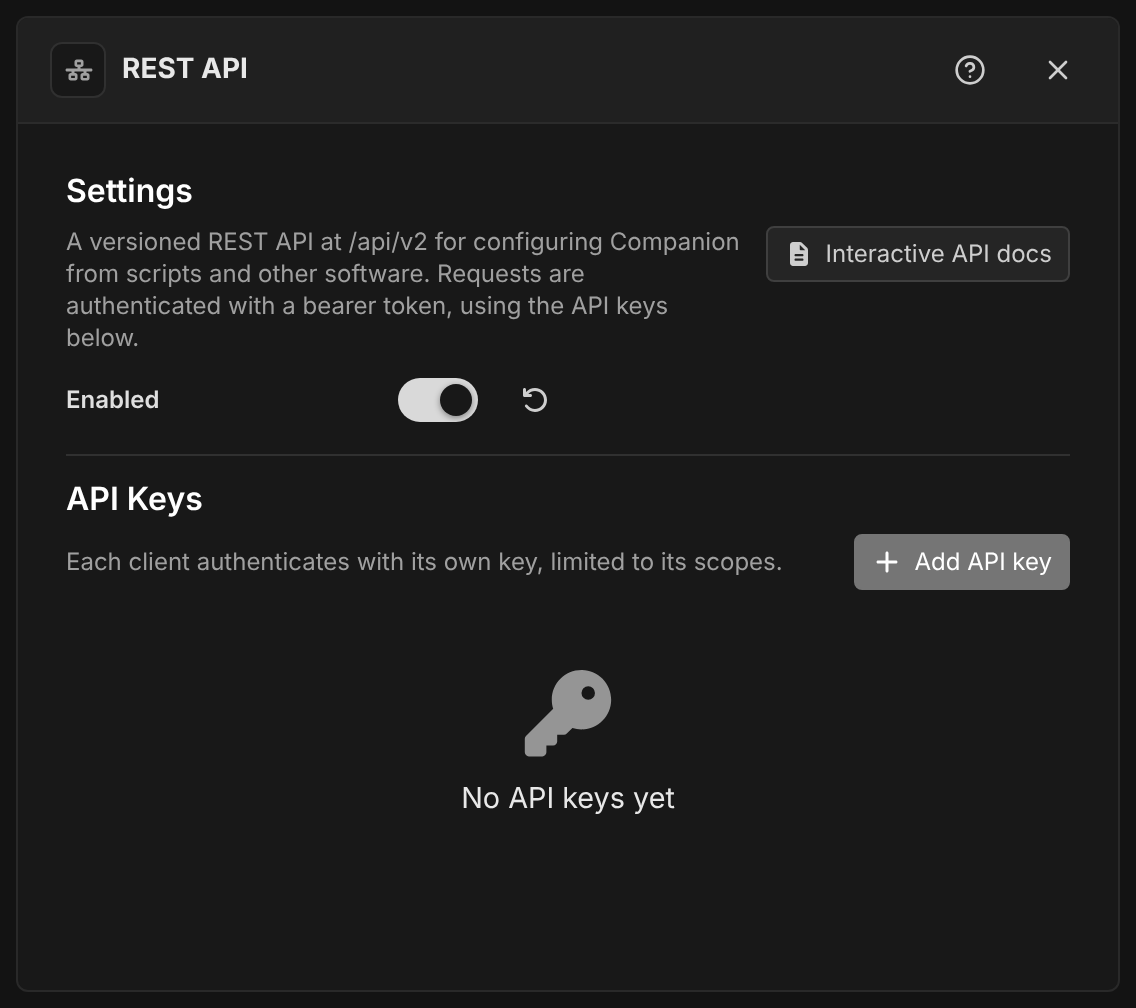 REST API
Settings
A versioned REST API at /api/v2 for configuring Companion
from scripts and other software. Requests are
authenticated with a bearer token, using the API keys
below.
Interactive API docs
Enabled
API Keys
Each client authenticates with its own key, limited to its scopes.
Add API key
No API keys yet